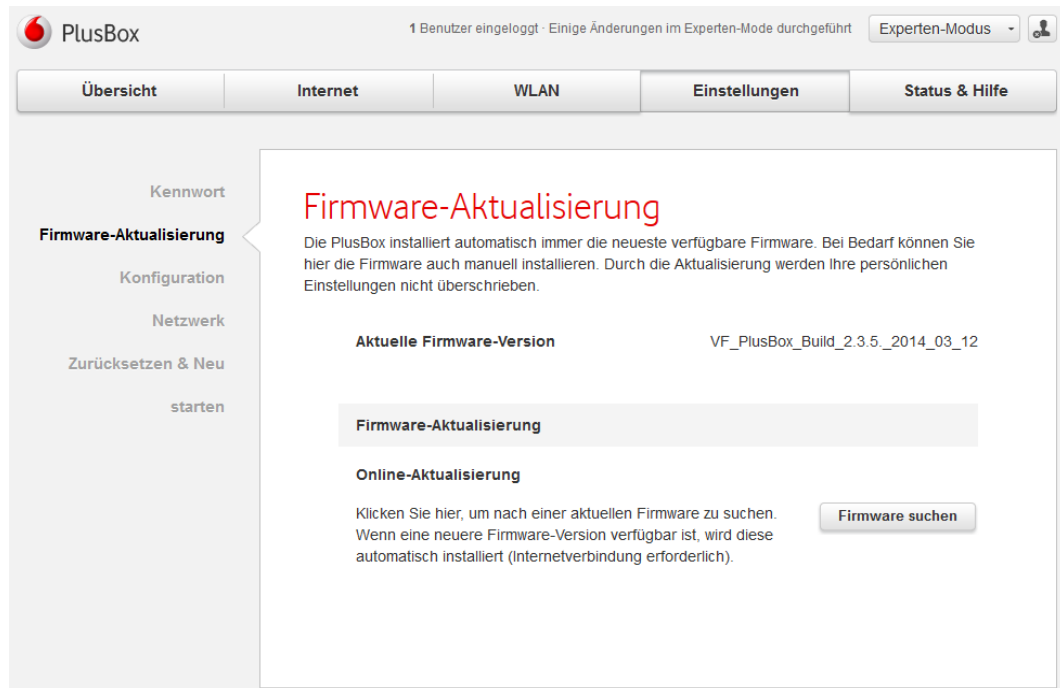 PlusBox
1 Benutzer eingeloggt · Einige Änderungen im Experten-Mode durchgeführt
Experten-Modus
Übersicht
Internet
WLAN
Einstellungen
Status & Hilfe
Kennwort
Firmware-Aktualisierung
Konfiguration
Netzwerk
Zurücksetzen & Neu
starten
Firmware-Aktualisierung
Die PlusBox installiert automatisch immer die neueste verfügbare Firmware. Bei Bedarf können Sie
hier die Firmware auch manuell installieren. Durch die Aktualisierung werden Ihre persönlichen
Einstellungen nicht überschrieben.
Aktuelle Firmware-Version
VF_PlusBox_Build_2.3.5._2014_03_12
Firmware-Aktualisierung
Online-Aktualisierung
Klicken Sie hier, um nach einer aktuellen Firmware zu suchen.
Wenn eine neuere Firmware-Version verfügbar ist, wird diese
automatisch installiert (Internetverbindung erforderlich).
Firmware suchen